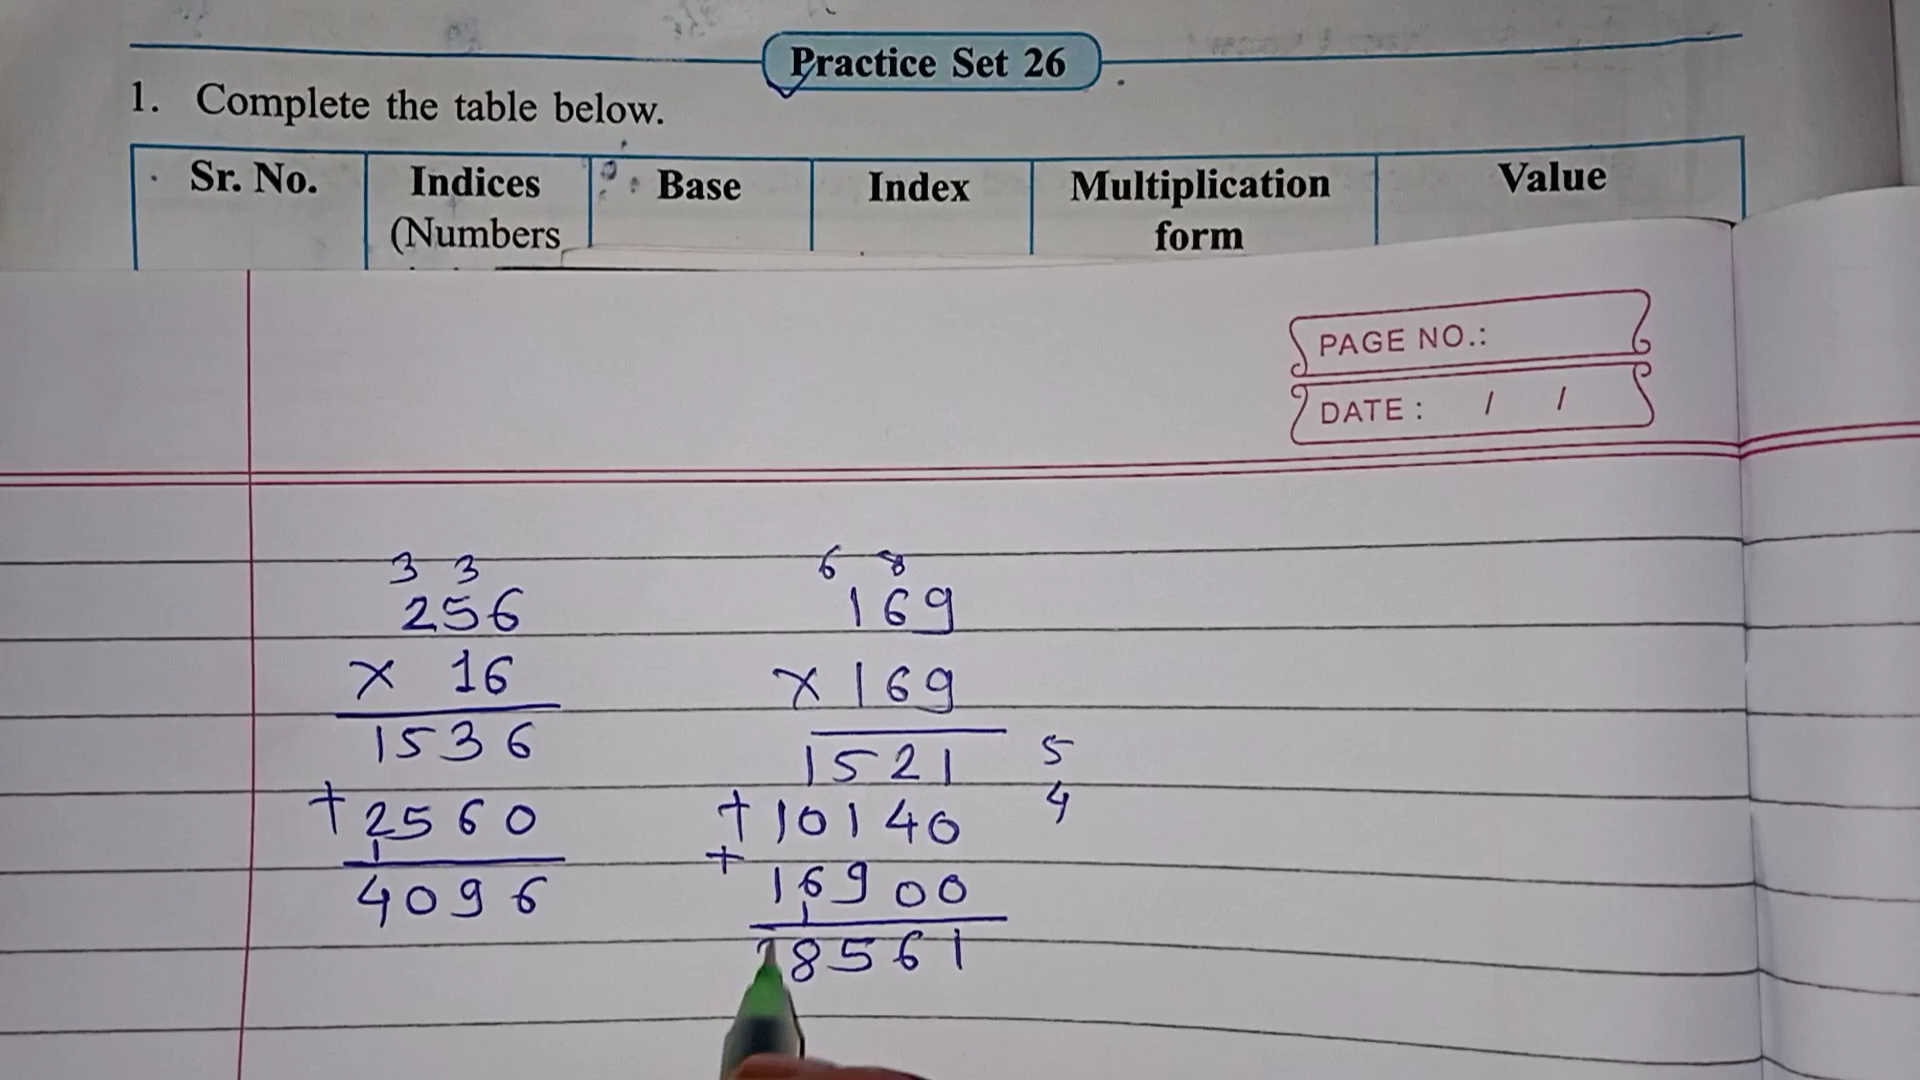 Practice Set 26
1. Complete the table below.
Sr. No. Indices Base Index Multiplication Value
(Numbers form
PAGE NO.:
DATE : / /
3 3
256
× 16
1536
+ 2560
1
4096
6 8
169
× 169
1521 5
+ 10140 4
+ 16900
1
8561